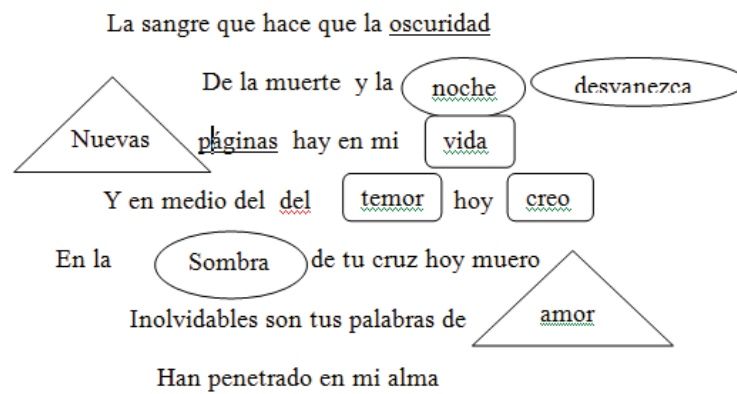 La sangre que hace que la oscuridad
De la muerte y la noche desvanezca
Nuevas páginas hay en mi vida
Y en medio del del temor hoy creo
En la Sombra de tu cruz hoy muero
Inolvidables son tus palabras de amor
Han penetrado en mi alma